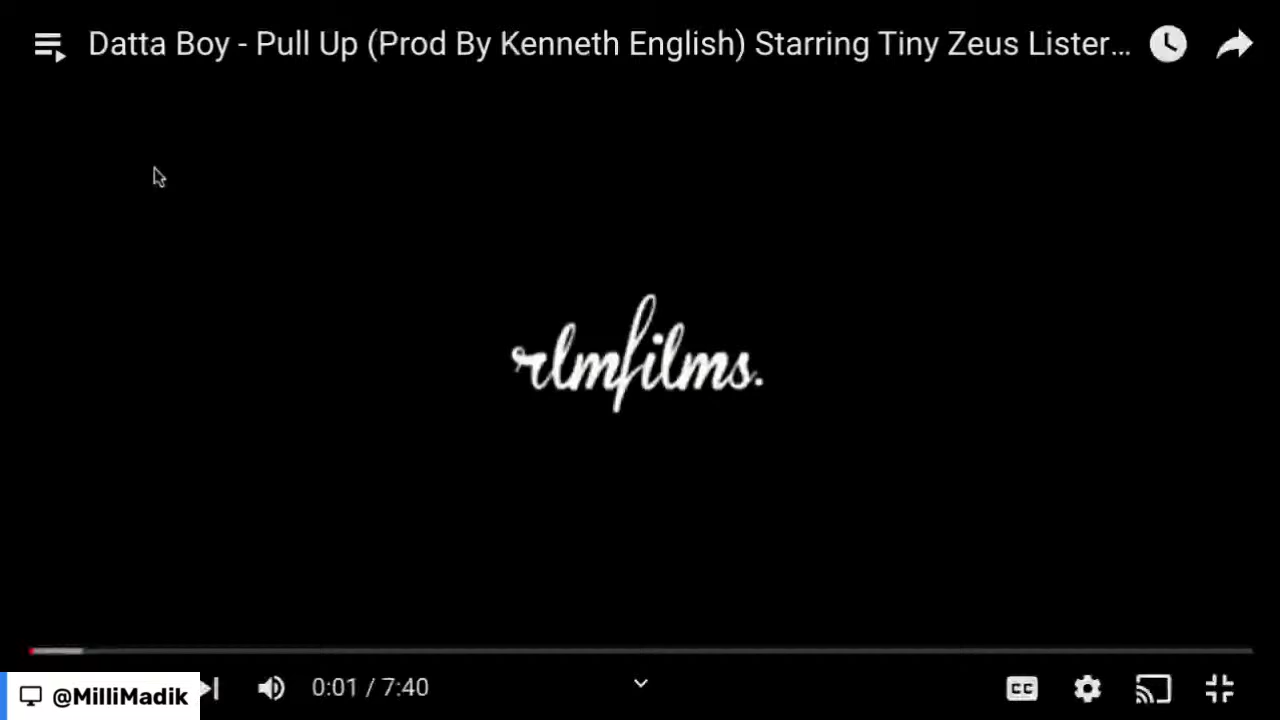 Datta Boy - Pull Up (Prod By Kenneth English) Starring Tiny Zeus Lister...
rlmfilms.
0:01 / 7:40
CC
@MilliMadik